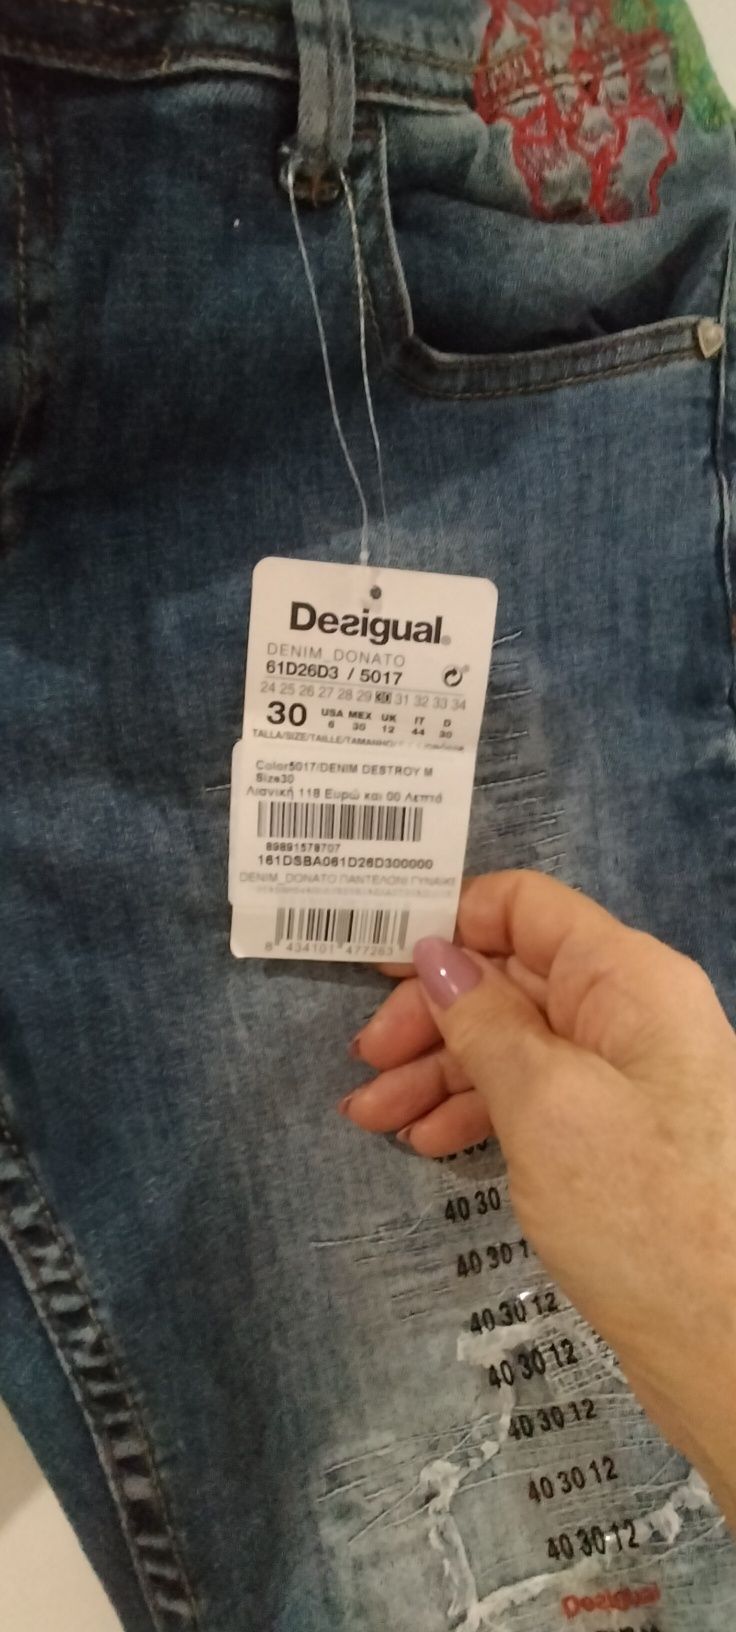 Desigual
DENIM_DONATO
61D26D3 / 5017
24 25 26 27 28 29 30 31 32 33 34
30 USA MEX UK IT D
6 30 12 44 30
TALLA/SIZE/TAILLE/TAMANHO/
Color5017/DENIM DESTROY M
Size30
Λιανική 118 Ευρώ και 00 Λεπτά
89891578707
161DSBA061D26D300000
DENIM_DONATO ΠΑΝΤΕΛΟΝΙ ΓΥΝΑΙΚΕ
8 434101 477263
40 30
40 30 1
40 30 12
40 30 12
40 30 12
40 30 12
40 30 12
Desigual